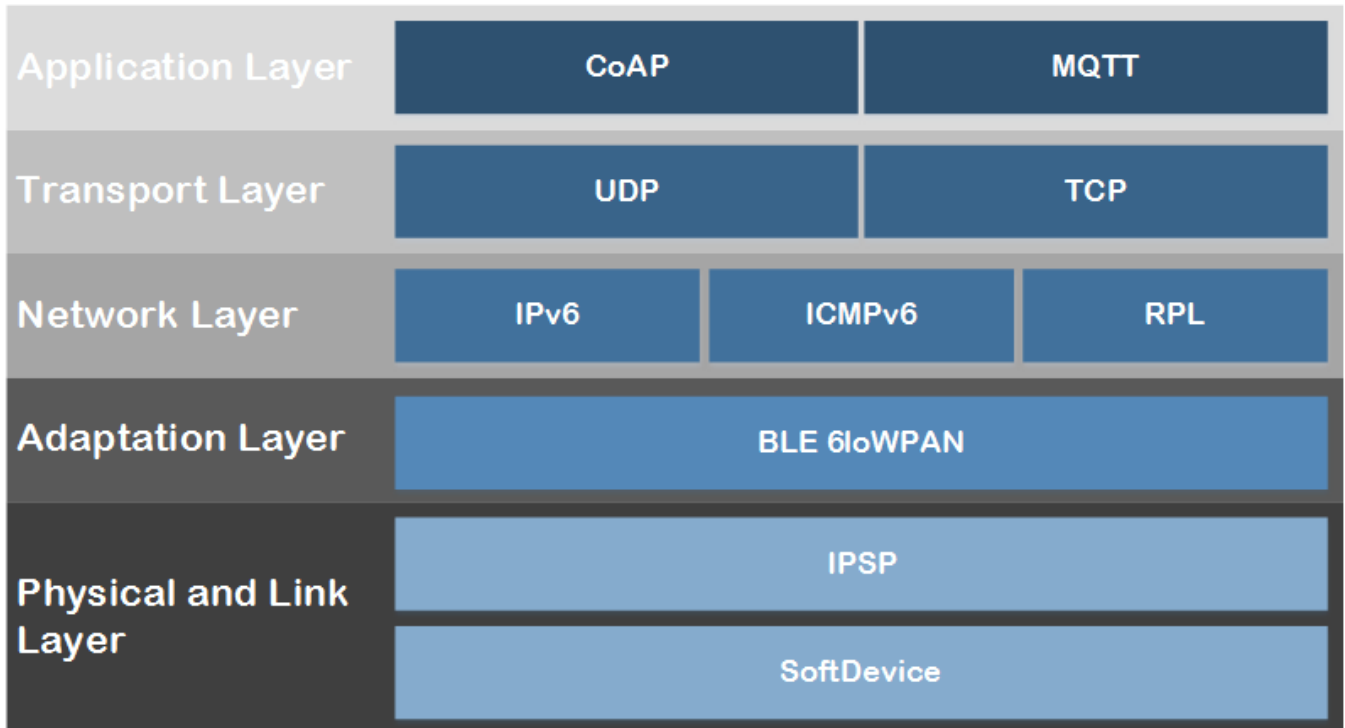 Application Layer
CoAP
MQTT
Transport Layer
UDP
TCP
Network Layer
IPv6
ICMPv6
RPL
Adaptation Layer
BLE 6loWPAN
Physical and Link
Layer
IPSP
SoftDevice